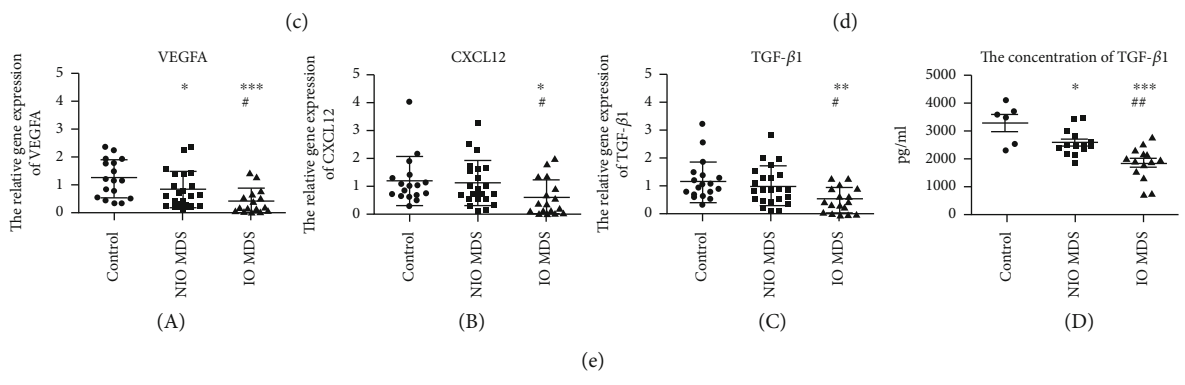 (c)
(d)
VEGFA
The relative gene expression
of VEGFA
5
4
3
2
1
0
*
***
#
Control
NIO MDS
IO MDS
(A)
CXCL12
The relative gene expression
of CXCL12
5
4
3
2
1
0
*
#
Control
NIO MDS
IO MDS
(B)
TGF-β1
The relative gene expression
of TGF-β1
5
4
3
2
1
0
**
#
Control
NIO MDS
IO MDS
(C)
The concentration of TGF-β1
pg/ml
5000
4000
3000
2000
1000
0
*
***
##
Control
NIO MDS
IO MDS
(D)
(e)